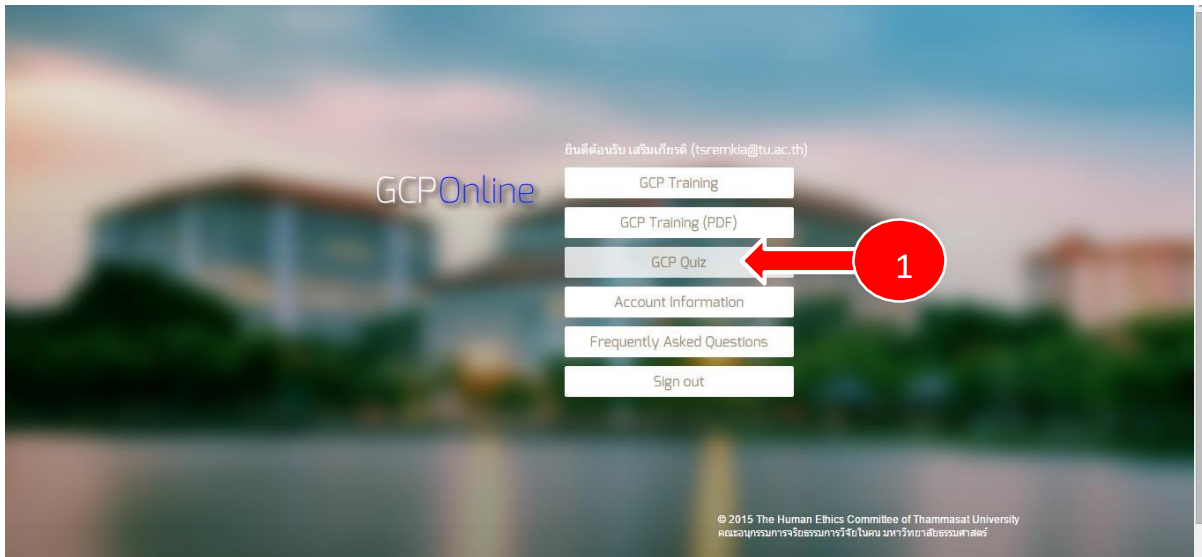 ยินดีต้อนรับ เสริมเกียรติ (tsremkia@tu.ac.th)
GCPOnline
GCP Training
GCP Training (PDF)
GCP Quiz
1
Account Information
Frequently Asked Questions
Sign out
© 2015 The Human Ethics Committee of Thammasat University
คณะอนุกรรมการจริยธรรมการวิจัยในคน มหาวิทยาลัยธรรมศาสตร์